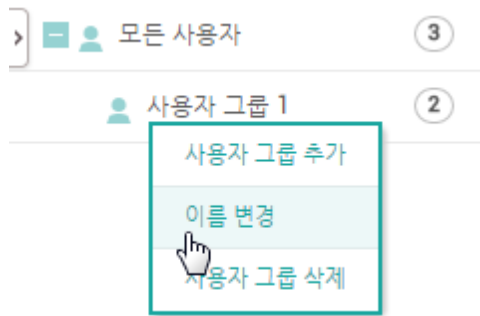 모든 사용자 3
사용자 그룹 1 2
사용자 그룹 추가
이름 변경
사용자 그룹 삭제